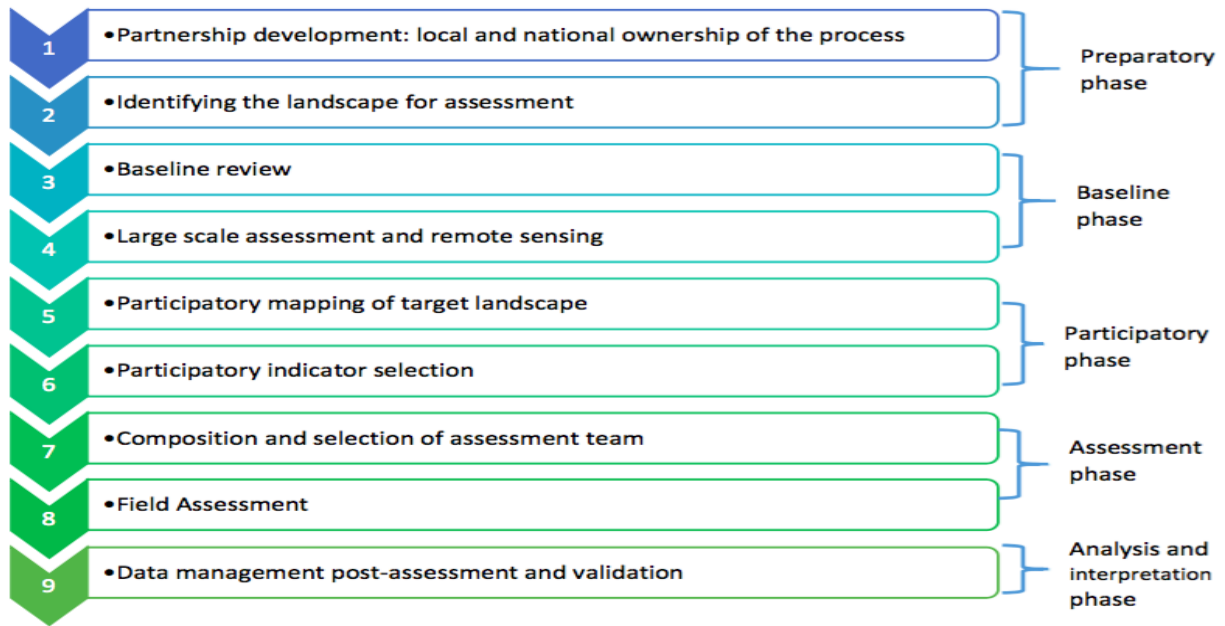 1
•Partnership development: local and national ownership of the process
2
•Identifying the landscape for assessment
Preparatory
phase
3
•Baseline review
4
•Large scale assessment and remote sensing
Baseline
phase
5
•Participatory mapping of target landscape
6
•Participatory indicator selection
Participatory
phase
7
•Composition and selection of assessment team
8
•Field Assessment
Assessment
phase
9
•Data management post-assessment and validation
Analysis and
interpretation
phase